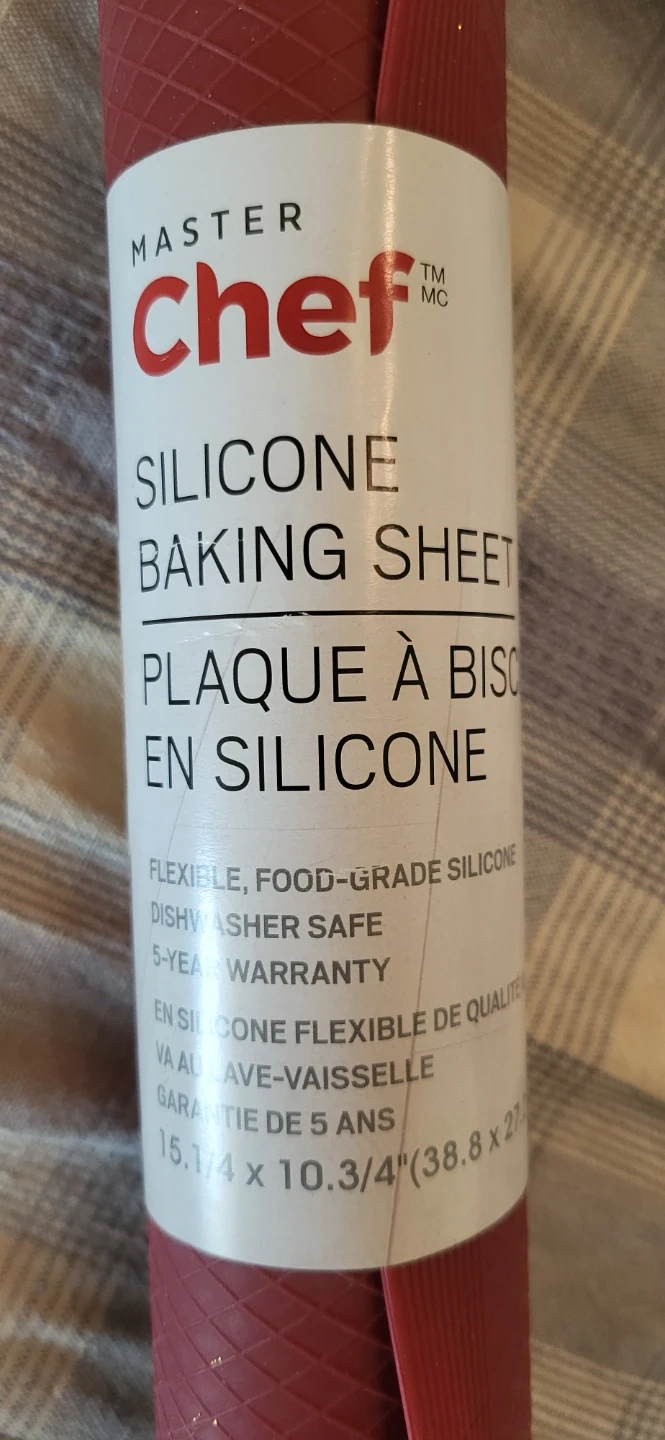 MASTER
Chef TM
MC
SILICONE
BAKING SHEET
PLAQUE À
EN SILICONE
FLEXIBLE, FOOD-GRADE SILICONE
DISHWASHER SAFE
5-YEAR WARRANTY
EN SILICONE FLEXIBLE DE QUALITÉ
VA AU LAVE-VAISSELLE
GARANTIE DE 5 ANS
15.1/4 x 10.3/4" (38.8 x